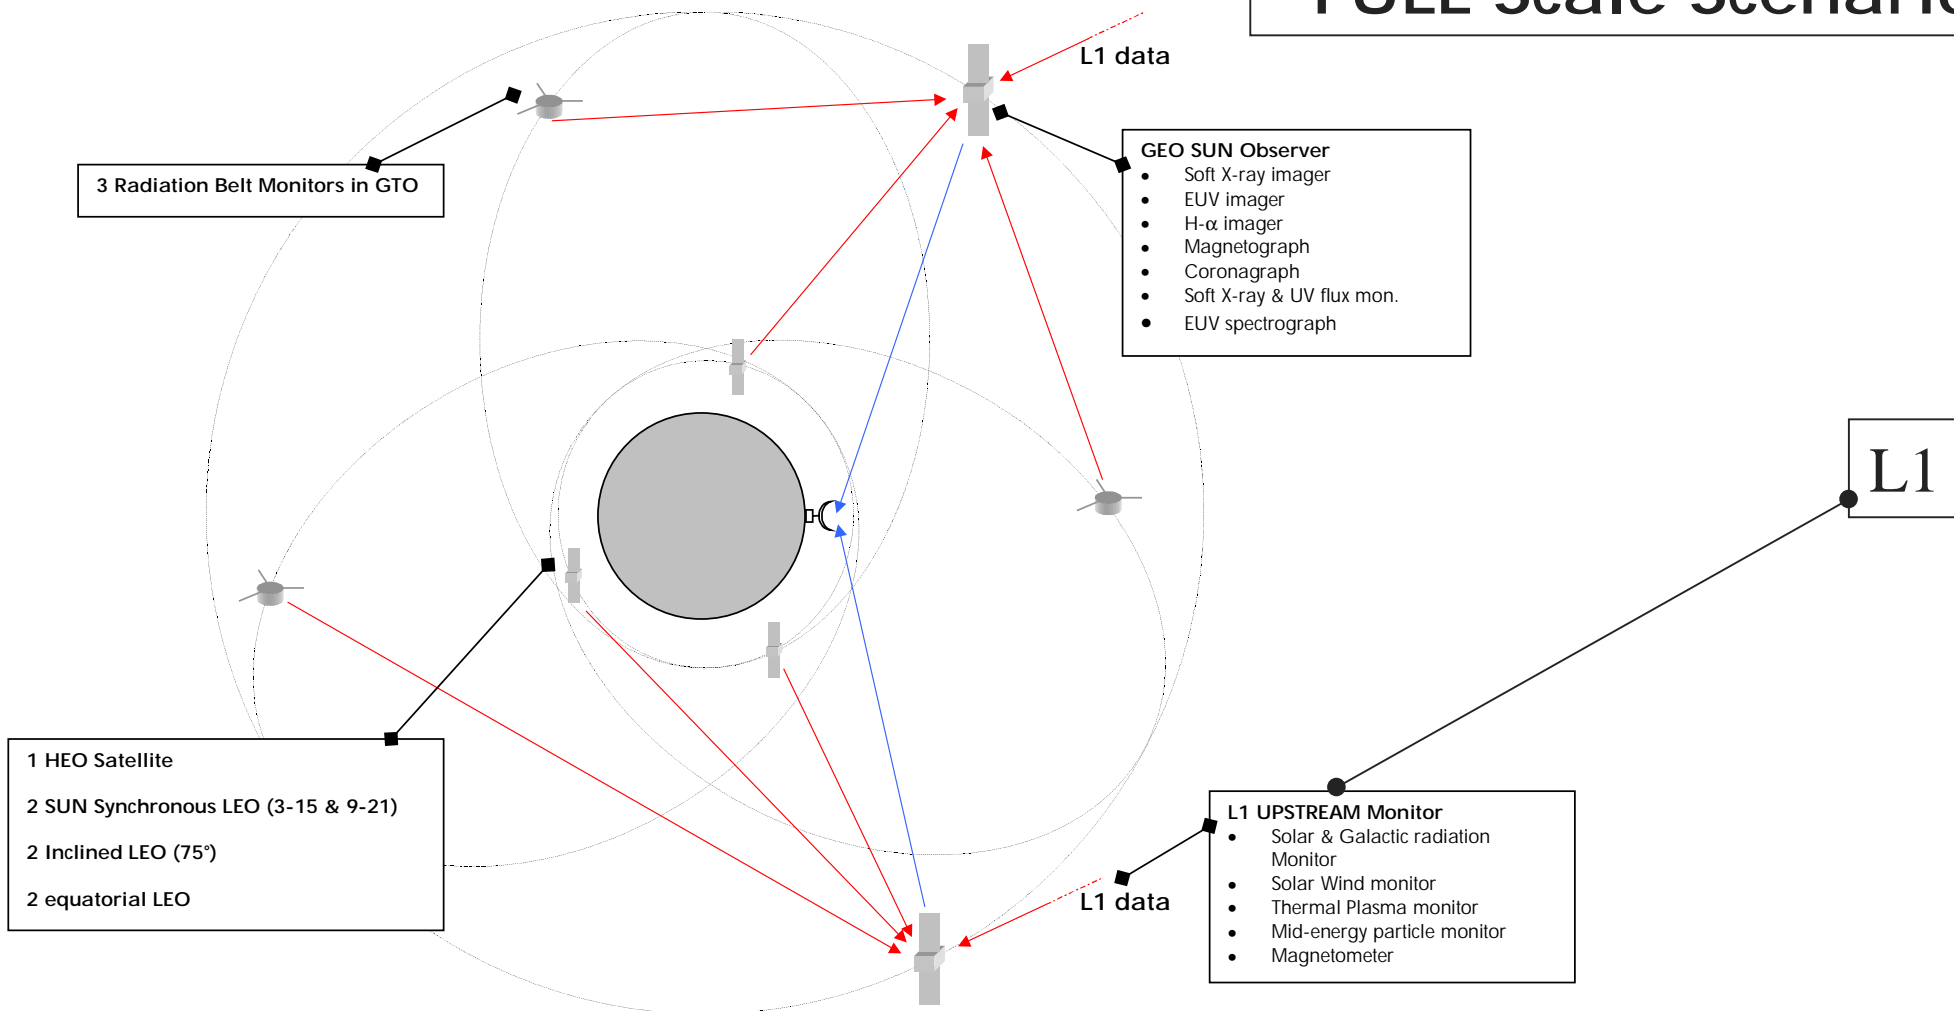 FULL Scale Scenario
L1 data
3 Radiation Belt Monitors in GTO
GEO SUN Observer
• Soft X-ray imager
• EUV imager
• H-α imager
• Magnetograph
• Coronagraph
• Soft X-ray & UV flux mon.
• EUV spectrograph
L1
1 HEO Satellite
2 SUN Synchronous LEO (3-15 & 9-21)
2 Inclined LEO (75°)
2 equatorial LEO
L1 UPSTREAM Monitor
• Solar & Galactic radiation
Monitor
• Solar Wind monitor
• Thermal Plasma monitor
• Mid-energy particle monitor
• Magnetometer
L1 data